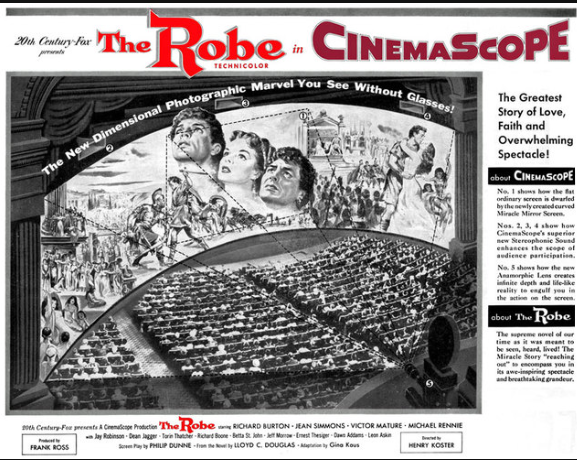 20th Century-Fox
presents
The Robe in CINEMASCOPE
TECHNICOLOR
The New-Dimensional Photographic Marvel You See Without Glasses!
2
3
1
4
The Greatest
Story of Love,
Faith and
Overwhelming
Spectacle!
about CINEMASCOPE
No. 1 shows how the flat
ordinary screen is dwarfed
by the newly created curved
Miracle Mirror Screen.
Nos. 2, 3, 4 show how
CinemaScope's superior
new Stereophonic Sound
enhances the scope of
audience participation.
No. 5 shows how the new
Anamorphic Lens creates
infinite depth and life-like
reality to engulf you in
the action on the screen.
about The Robe
The supreme novel of our
time as it was meant to
be seen, heard, lived! The
Miracle Story "reaching
out" to encompass you in
its awe-inspiring spectacle
and breathtaking grandeur.
5
20th Century-Fox presents A CinemaScope Production The Robe starring RICHARD BURTON · JEAN SIMMONS · VICTOR MATURE · MICHAEL RENNIE
with Jay Robinson · Dean Jagger · Torin Thatcher · Richard Boone · Betta St. John · Jeff Morrow · Ernest Thesiger · Dawn Addams · Leon Askin
Screen Play by PHILIP DUNNE · From the Novel by LLOYD C. DOUGLAS · Adaptation by Gina Kaus
Produced by
FRANK ROSS
Directed by
HENRY KOSTER